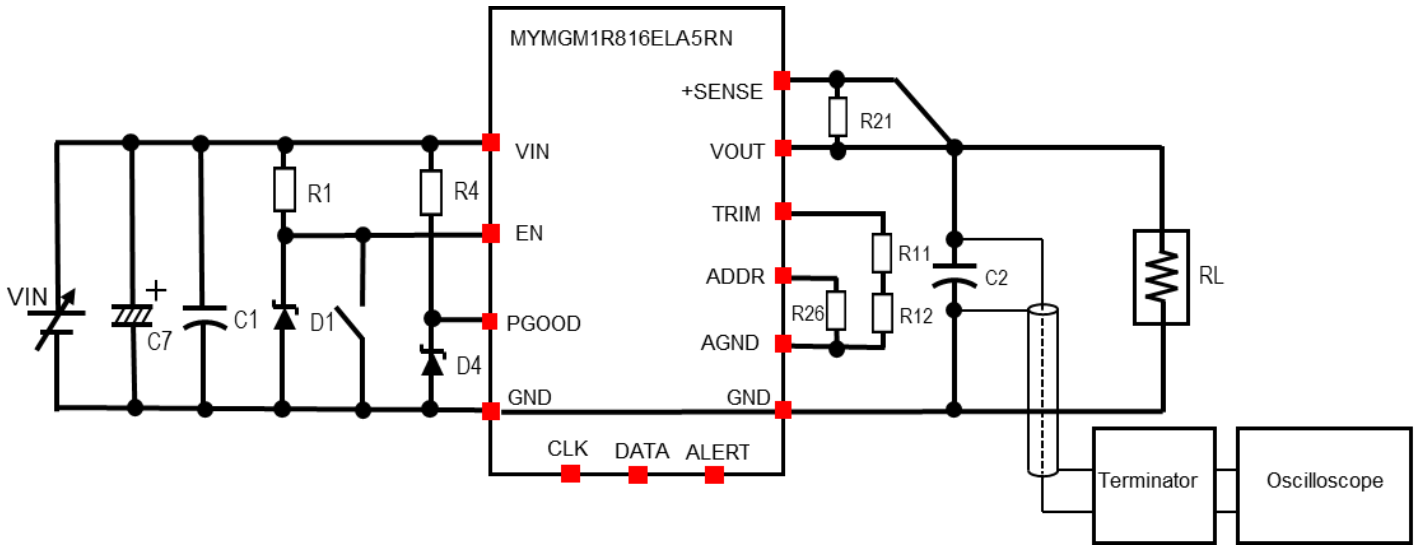 MYMGM1R816ELA5RN
+SENSE
R21
VIN
VOUT
R1
R4
TRIM
EN
R11
ADDR
C2
RL
VIN
+
C7
C1
D1
PGOOD
R26
R12
AGND
D4
GND
GND
CLK
DATA
ALERT
Terminator
Oscilloscope